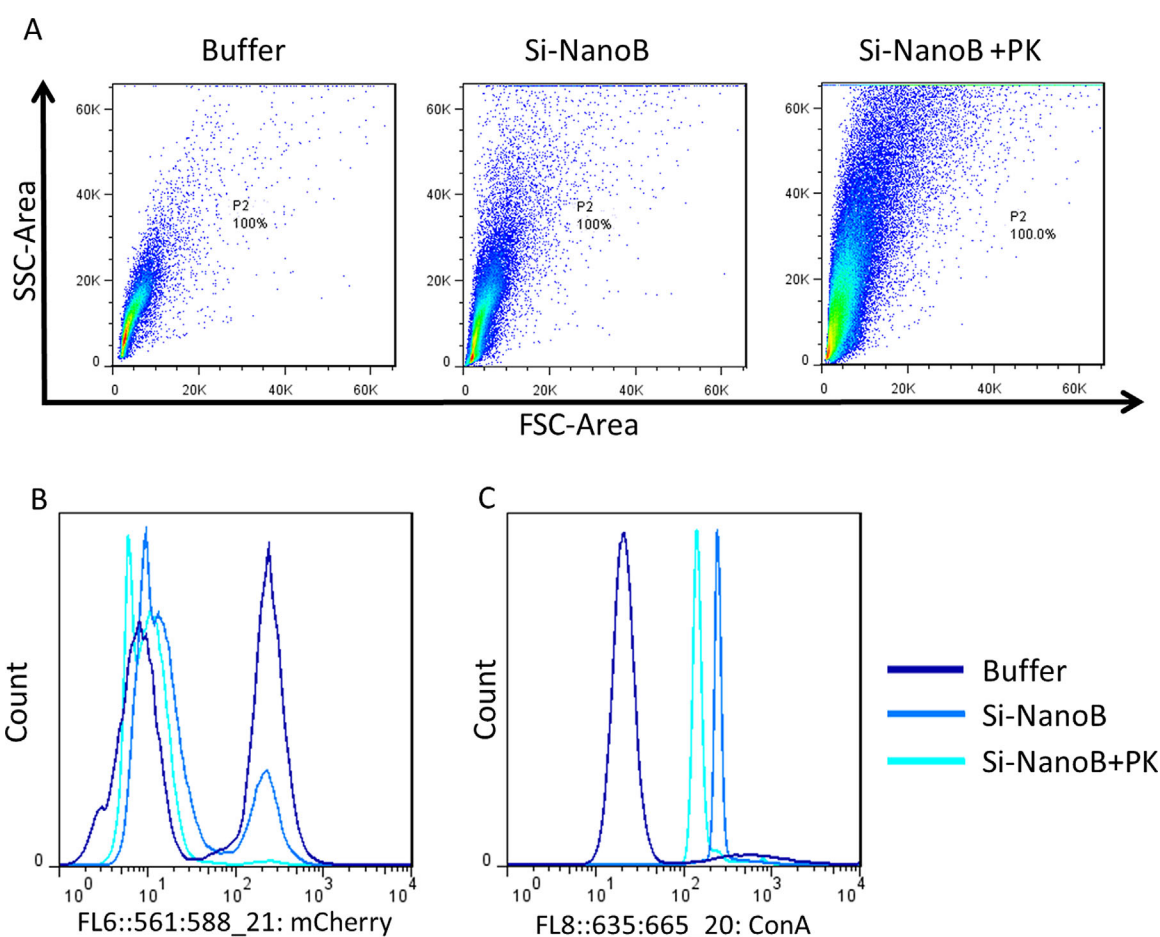 A
Buffer
Si-NanoB
Si-NanoB +PK
SSC-Area
60K
40K
20K
0
P2
100%
0 20K 40K 60K
60K
40K
20K
0
P2
100%
0 20K 40K 60K
60K
40K
20K
0
P2
100.0%
0 20K 40K 60K
FSC-Area
B
Count
0
10^0 10^1 10^2 10^3 10^4
FL6::561:588_21: mCherry
C
Count
0
10^0 10^1 10^2 10^3 10^4
FL8::635:665 20: ConA
Buffer
Si-NanoB
Si-NanoB+PK